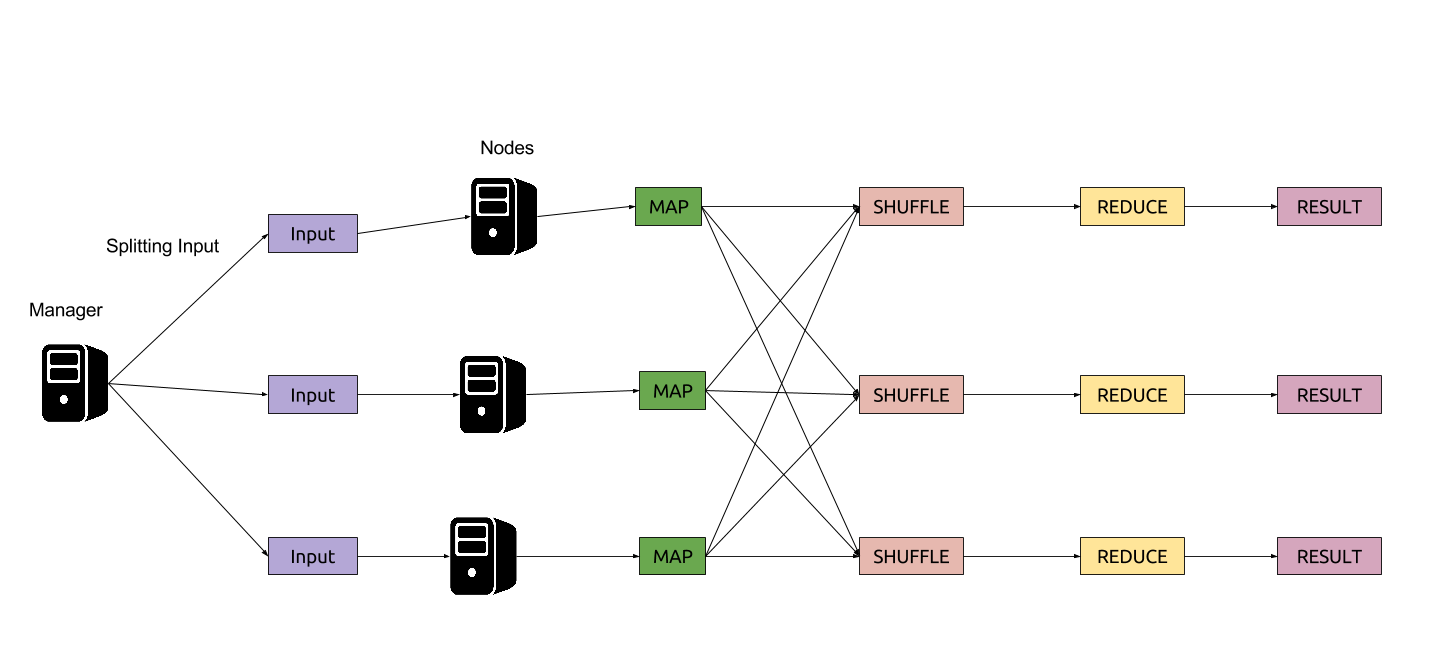 Nodes
MAP
SHUFFLE
REDUCE
RESULT
Input
Splitting Input
Manager
Input
MAP
SHUFFLE
REDUCE
RESULT
Input
MAP
SHUFFLE
REDUCE
RESULT